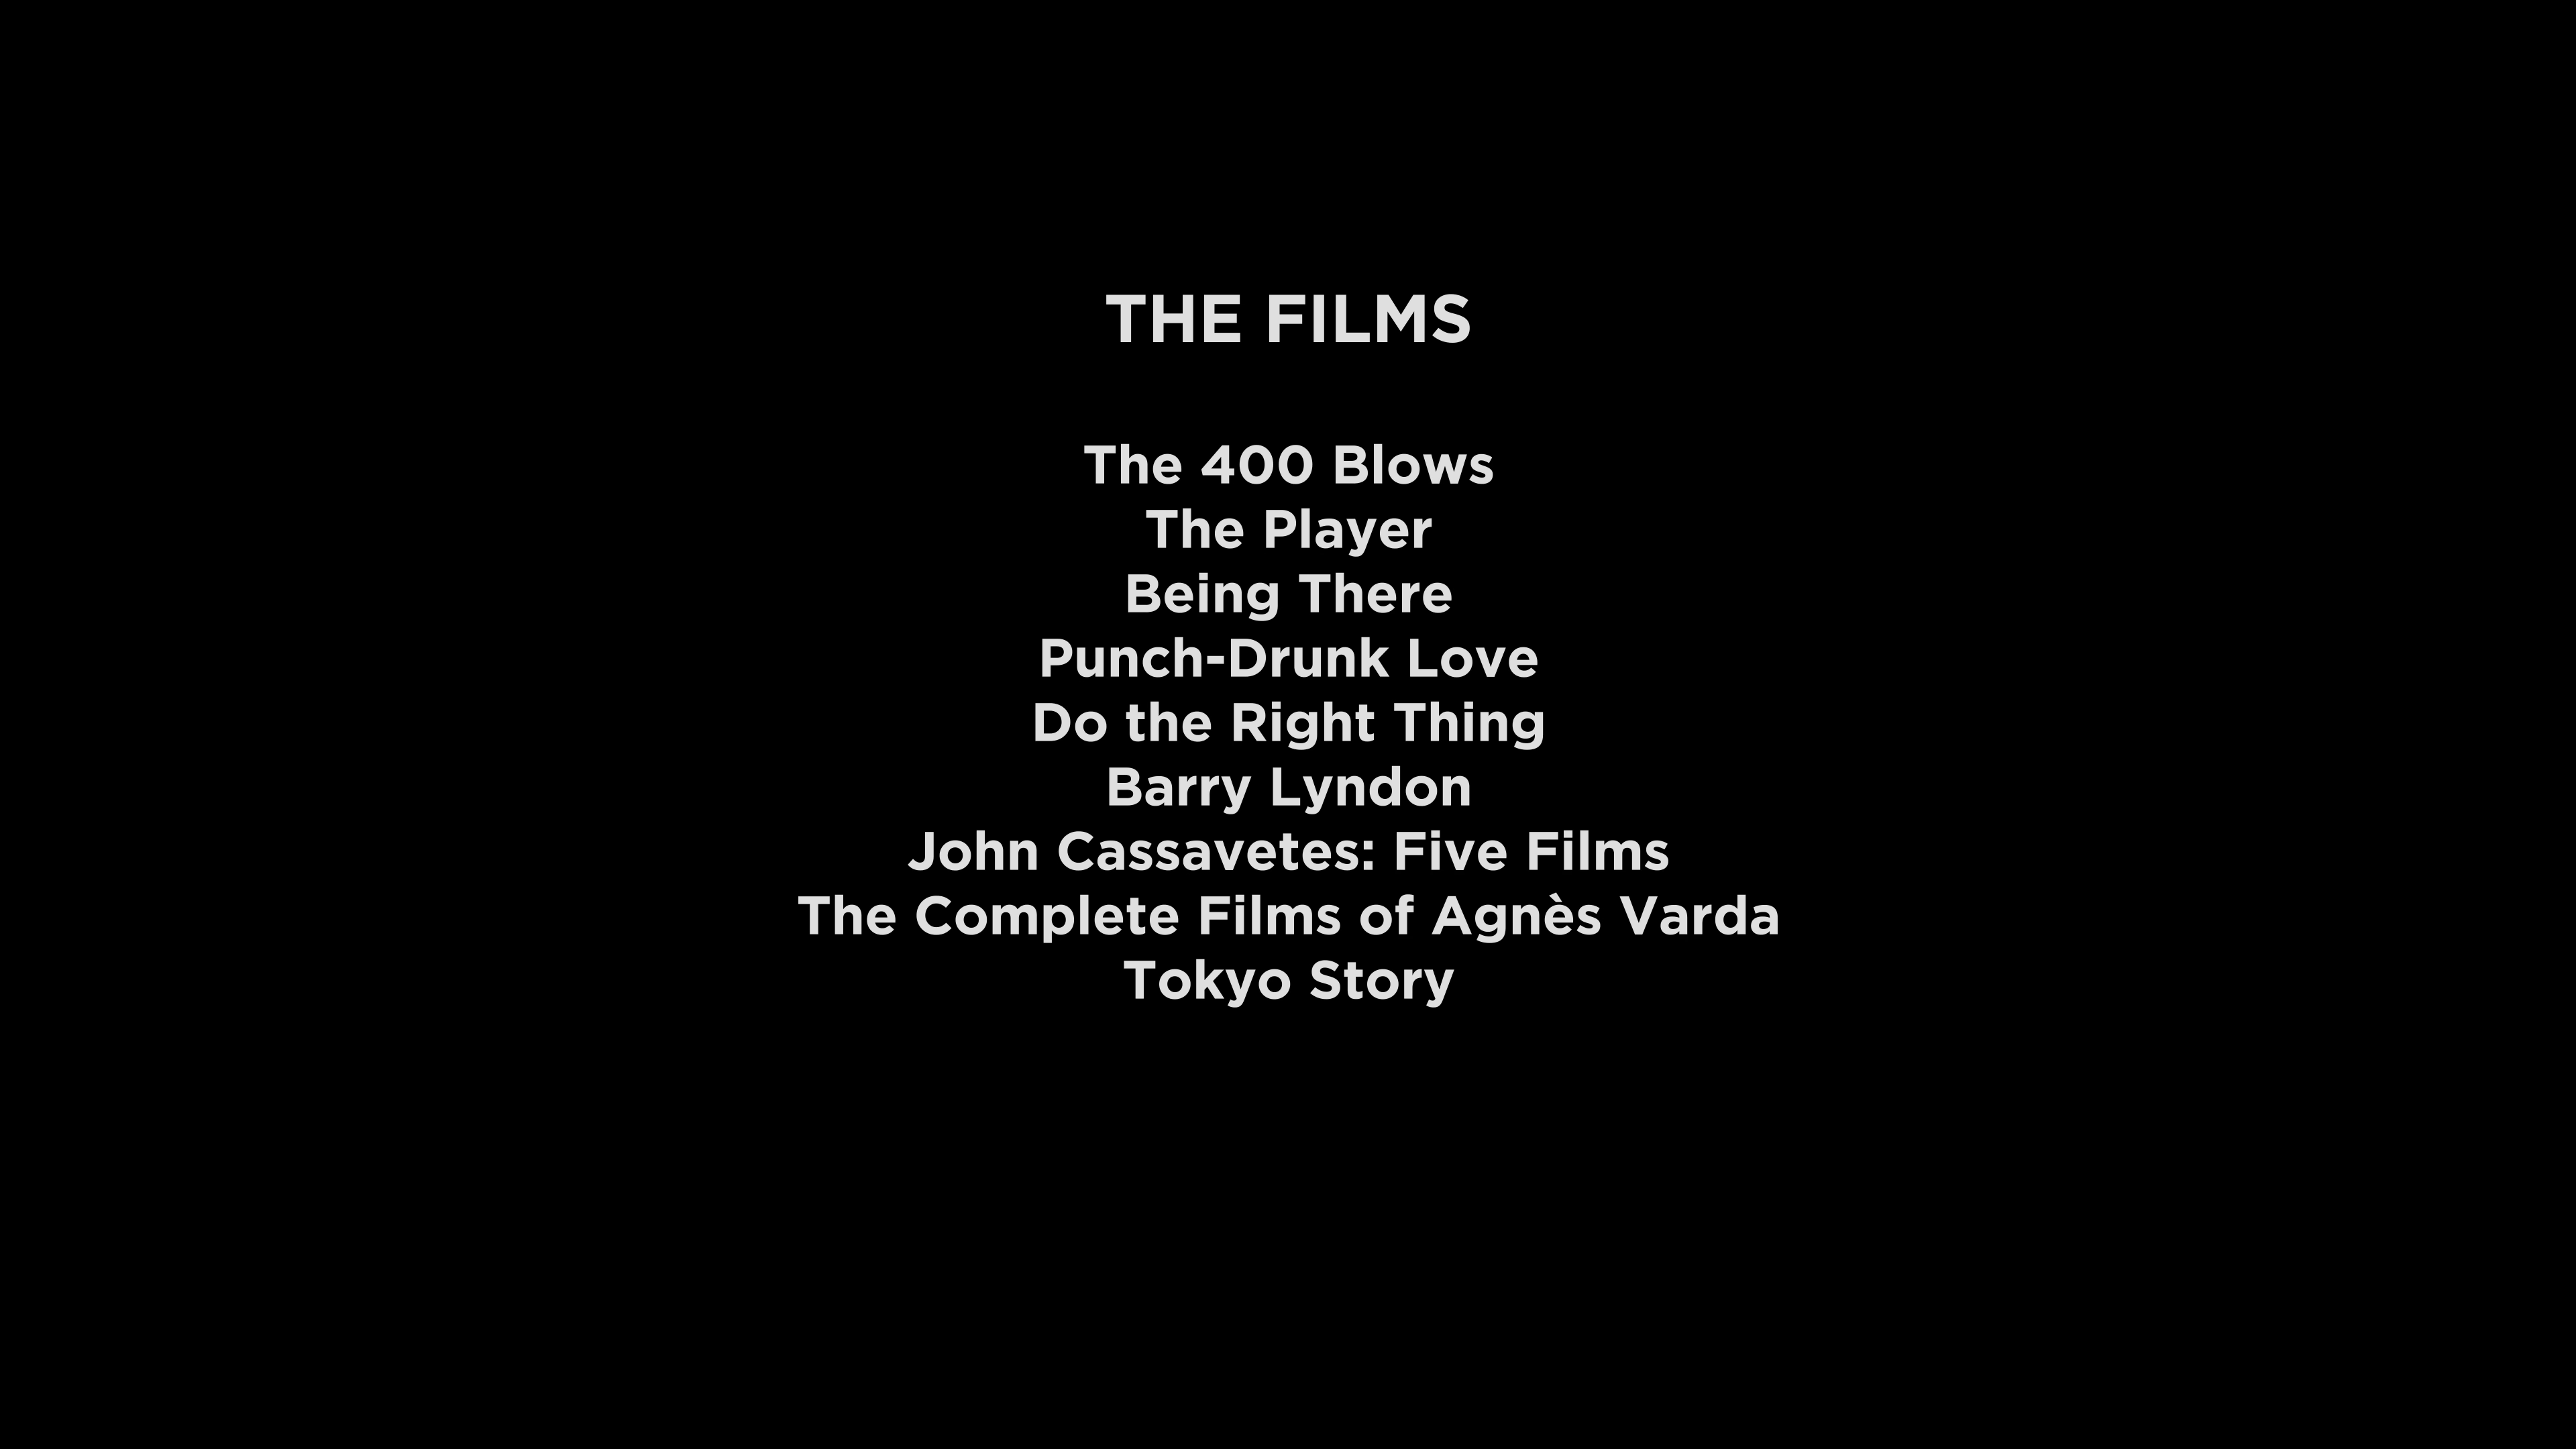 THE FILMS
The 400 Blows
The Player
Being There
Punch-Drunk Love
Do the Right Thing
Barry Lyndon
John Cassavetes: Five Films
The Complete Films of Agnès Varda
Tokyo Story